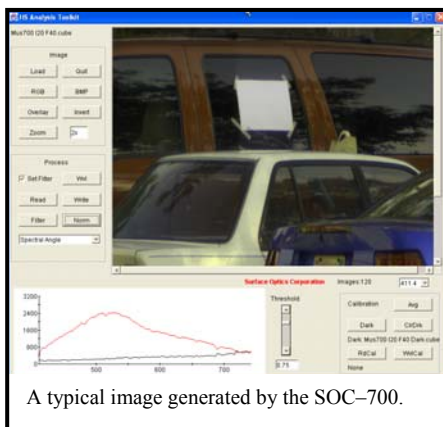 HS Analysis Toolkit
Mus700 I20 F40.cube
Image
Load Quit
RGB BMP
Overlay Invert
Zoom 2x
Process
Set Filter Wnt
Read Write
Filter Norm
Spectral Angle
Surface Optics Corporation Images:120 411.4
3200
2400
1600
800
0
500 600 700
Threshold
0.75
Calibration Avg
Dark ClrDrk
Dark: Mus700 I20 F40 Dark.cube
RdCal WrtCal
None
A typical image generated by the SOC–700.